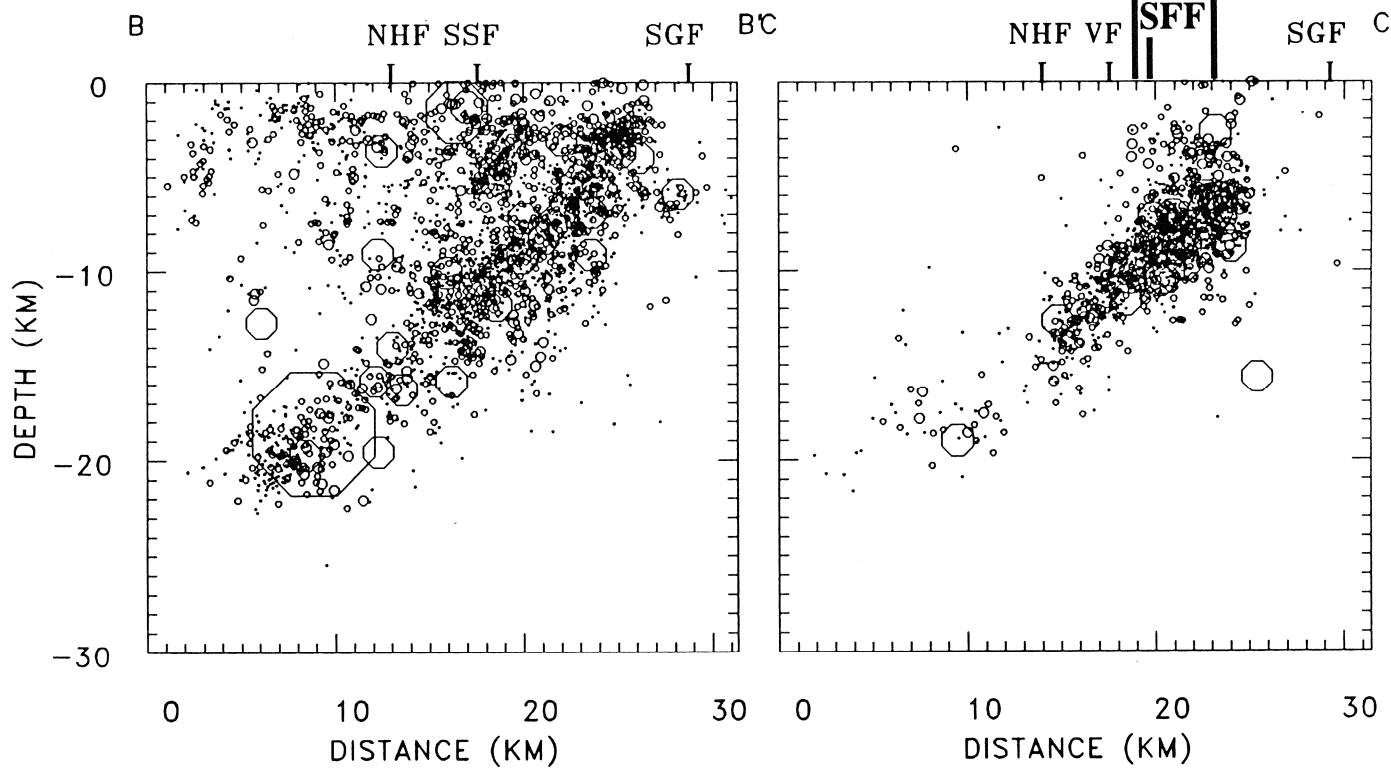 B NHF SSF SGF B'C NHF VF SFF SGF C
0
-10
-20
-30
DEPTH (KM)
0 10 20 30 0 10 20 30
DISTANCE (KM) DISTANCE (KM)